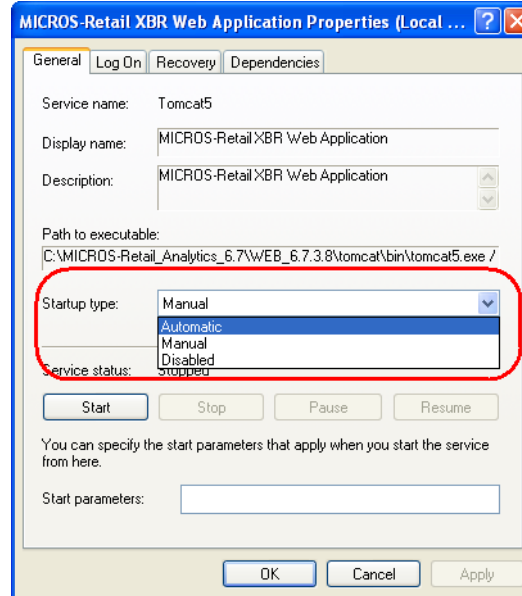 MICROS-Retail XBR Web Application Properties (Local ...
General Log On Recovery Dependencies
Service name: Tomcat5
Display name: MICROS-Retail XBR Web Application
Description: MICROS-Retail XBR Web Application
Path to executable:
C:\MICROS-Retail_Analytics_6.7\WEB_6.7.3.8\tomcat\bin\tomcat5.exe /
Startup type: Manual
Automatic
Manual
Disabled
Service status: Stopped
Start Stop Pause Resume
You can specify the start parameters that apply when you start the service
from here.
Start parameters:
OK Cancel Apply